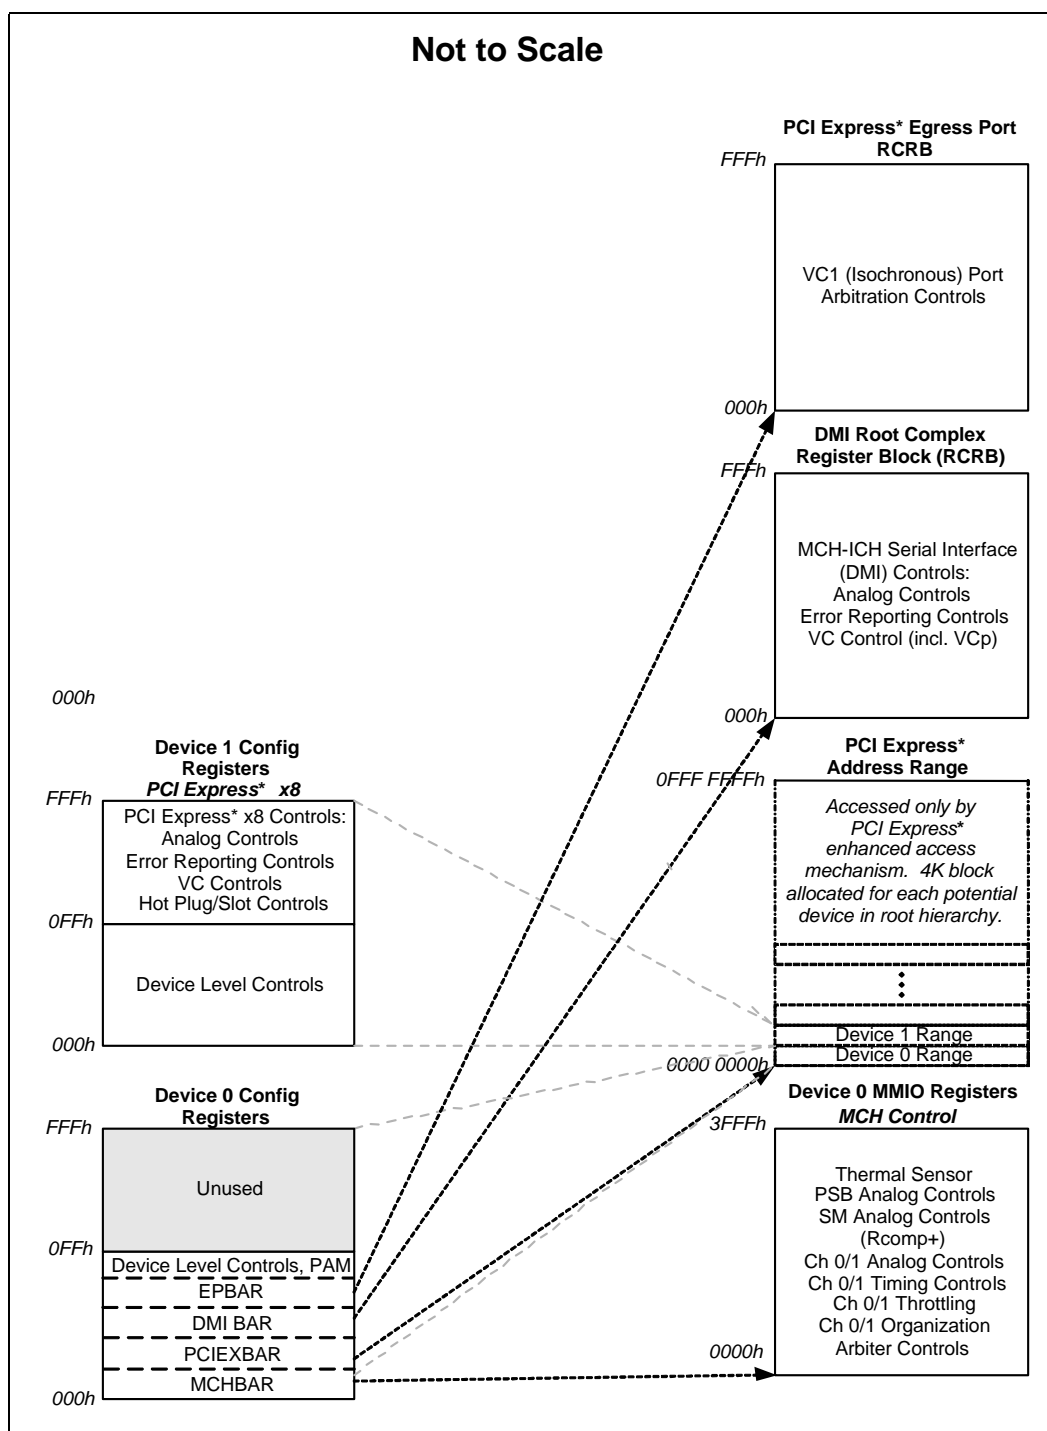 Not to Scale
PCI Express* Egress Port
RCRB
FFFh
VC1 (Isochronous) Port
Arbitration Controls
000h
DMI Root Complex
Register Block (RCRB)
FFFh
MCH-ICH Serial Interface
(DMI) Controls:
Analog Controls
Error Reporting Controls
VC Control (incl. VCp)
000h
000h
Device 1 Config
Registers
PCI Express* x8
FFFh
PCI Express* x8 Controls:
Analog Controls
Error Reporting Controls
VC Controls
Hot Plug/Slot Controls
0FFh
Device Level Controls
000h
PCI Express*
Address Range
0FFF FFFFh
Accessed only by
PCI Express*
enhanced access
mechanism. 4K block
allocated for each potential
device in root hierarchy.
Device 1 Range
Device 0 Range
0000 0000h
Device 0 Config
Registers
FFFh
Unused
0FFh
Device Level Controls, PAM
EPBAR
DMI BAR
PCIEXBAR
MCHBAR
000h
Device 0 MMIO Registers
MCH Control
3FFFh
Thermal Sensor
PSB Analog Controls
SM Analog Controls
(Rcomp+)
Ch 0/1 Analog Controls
Ch 0/1 Timing Controls
Ch 0/1 Throttling
Ch 0/1 Organization
Arbiter Controls
0000h